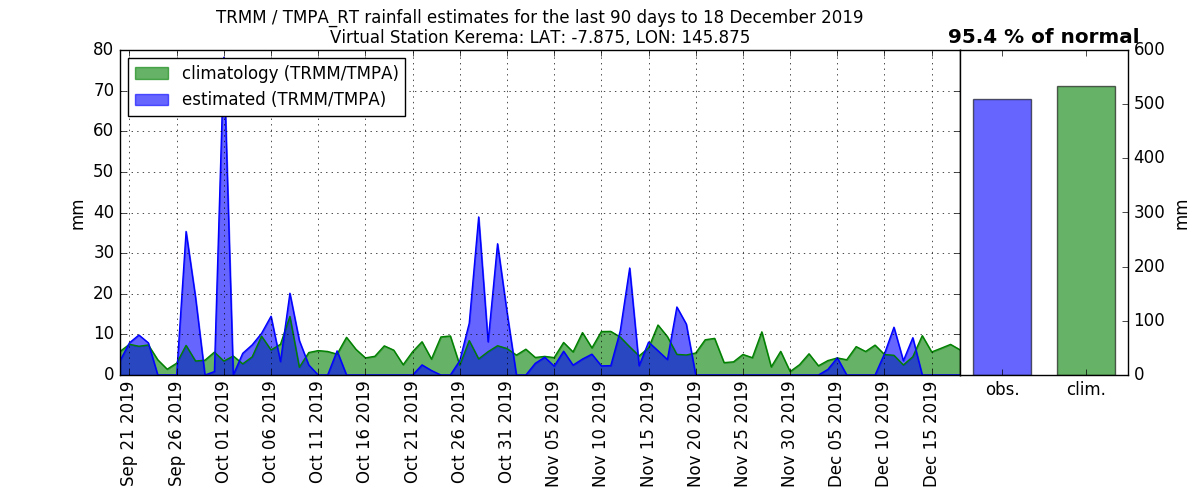 TRMM / TMPA_RT rainfall estimates for the last 90 days to 18 December 2019
Virtual Station Kerema: LAT: -7.875, LON: 145.875
95.4 % of normal
climatology (TRMM/TMPA)
estimated (TRMM/TMPA)
80
70
60
50
40
30
20
10
0
mm
Sep 21 2019
Sep 26 2019
Oct 01 2019
Oct 06 2019
Oct 11 2019
Oct 16 2019
Oct 21 2019
Oct 26 2019
Oct 31 2019
Nov 05 2019
Nov 10 2019
Nov 15 2019
Nov 20 2019
Nov 25 2019
Nov 30 2019
Dec 05 2019
Dec 10 2019
Dec 15 2019
obs.
clim.
600
500
400
300
200
100
0
mm